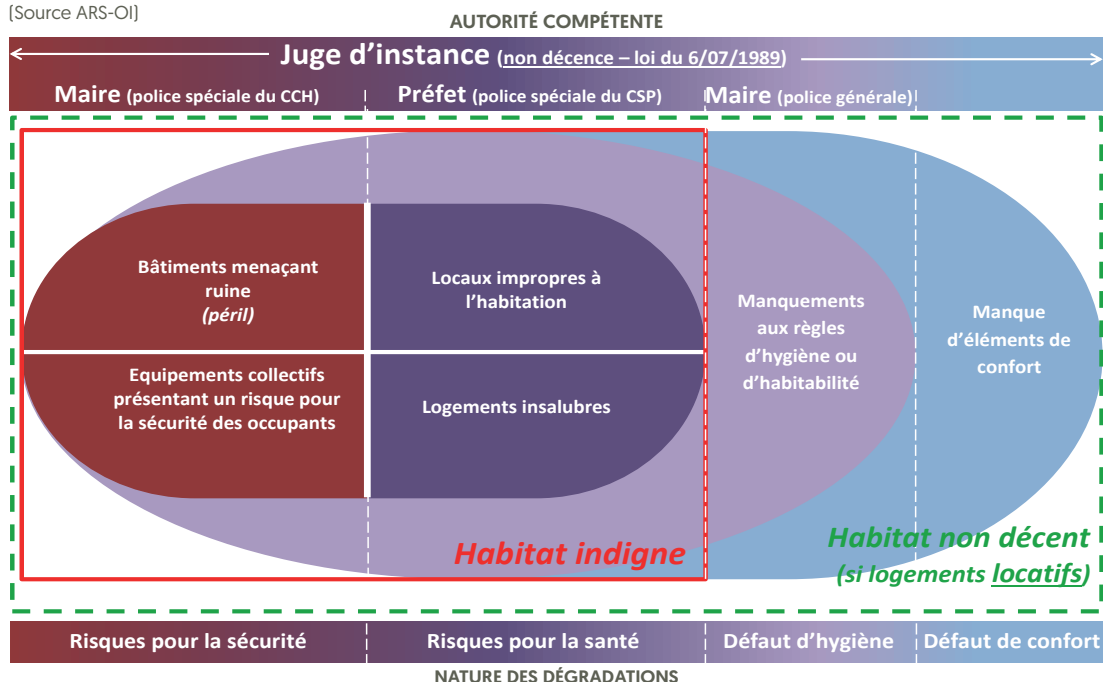 (Source ARS-OI)
AUTORITÉ COMPÉTENTE
Juge d'instance (non décence – loi du 6/07/1989)
Maire (police spéciale du CCH)
Préfet (police spéciale du CSP)
Maire (police générale)
Bâtiments menaçant
ruine
(péril)
Locaux impropres à
l'habitation
Equipements collectifs
présentant un risque pour
la sécurité des occupants
Logements insalubres
Manquements
aux règles
d'hygiène ou
d'habitabilité
Manque
d'éléments de
confort
Habitat indigne
Habitat non décent
(si logements locatifs)
Risques pour la sécurité
Risques pour la santé
Défaut d'hygiène
Défaut de confort
NATURE DES DÉGRADATIONS